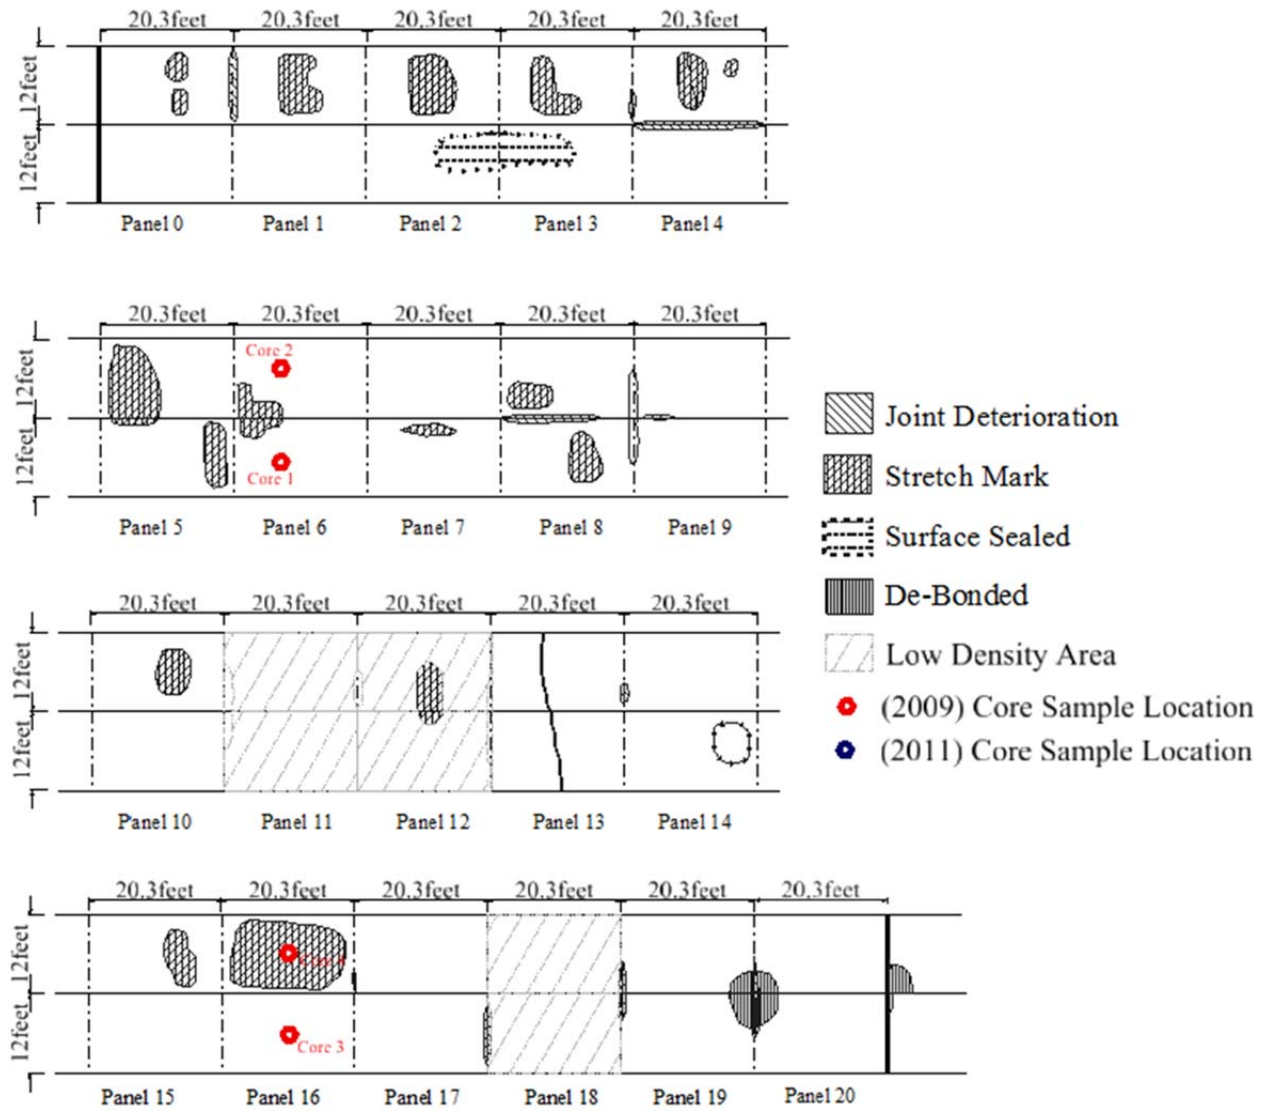 20.3feet 20.3feet 20.3feet 20.3feet 20.3feet
12feet
12feet
Panel 0 Panel 1 Panel 2 Panel 3 Panel 4
20.3feet 20.3feet 20.3feet 20.3feet 20.3feet
12feet
12feet
Core 2
Core 1
Panel 5 Panel 6 Panel 7 Panel 8 Panel 9
20.3feet 20.3feet 20.3feet 20.3feet 20.3feet
12feet
12feet
Panel 10 Panel 11 Panel 12 Panel 13 Panel 14
20.3feet 20.3feet 20.3feet 20.3feet 20.3feet 20.3feet
12feet
12feet
Core 3
Panel 15 Panel 16 Panel 17 Panel 18 Panel 19 Panel 20
Joint Deterioration
Stretch Mark
Surface Sealed
De-Bonded
Low Density Area
(2009) Core Sample Location
(2011) Core Sample Location